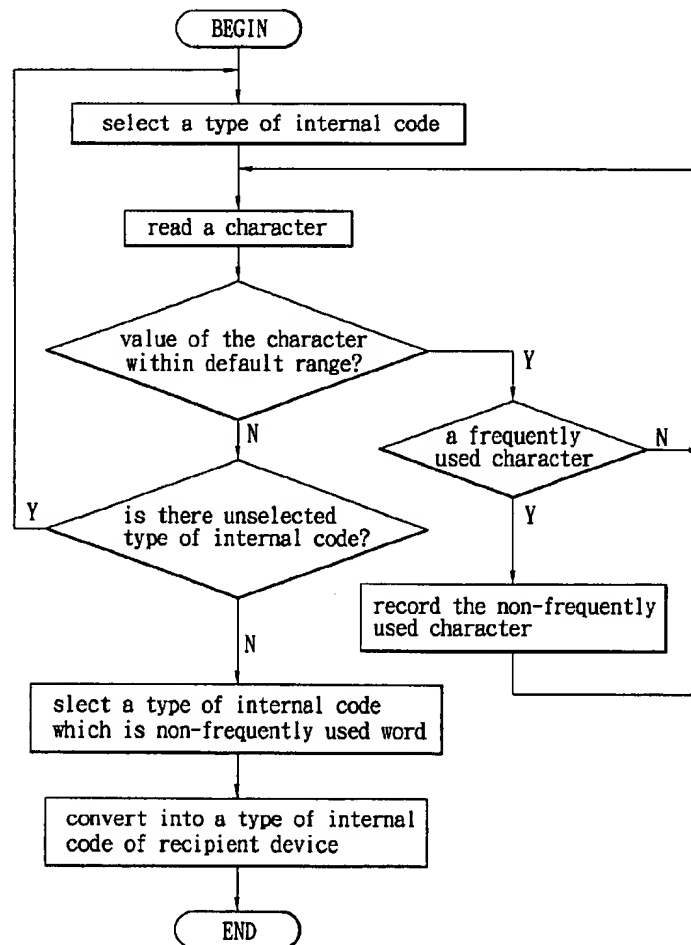 BEGIN
select a type of internal code
read a character
value of the character
within default range?
Y
N
a frequently
used character
N
Y
is there unselected
type of internal code?
Y
N
record the non-frequently
used character
slect a type of internal code
which is non-frequently used word
convert into a type of internal
code of recipient device
END